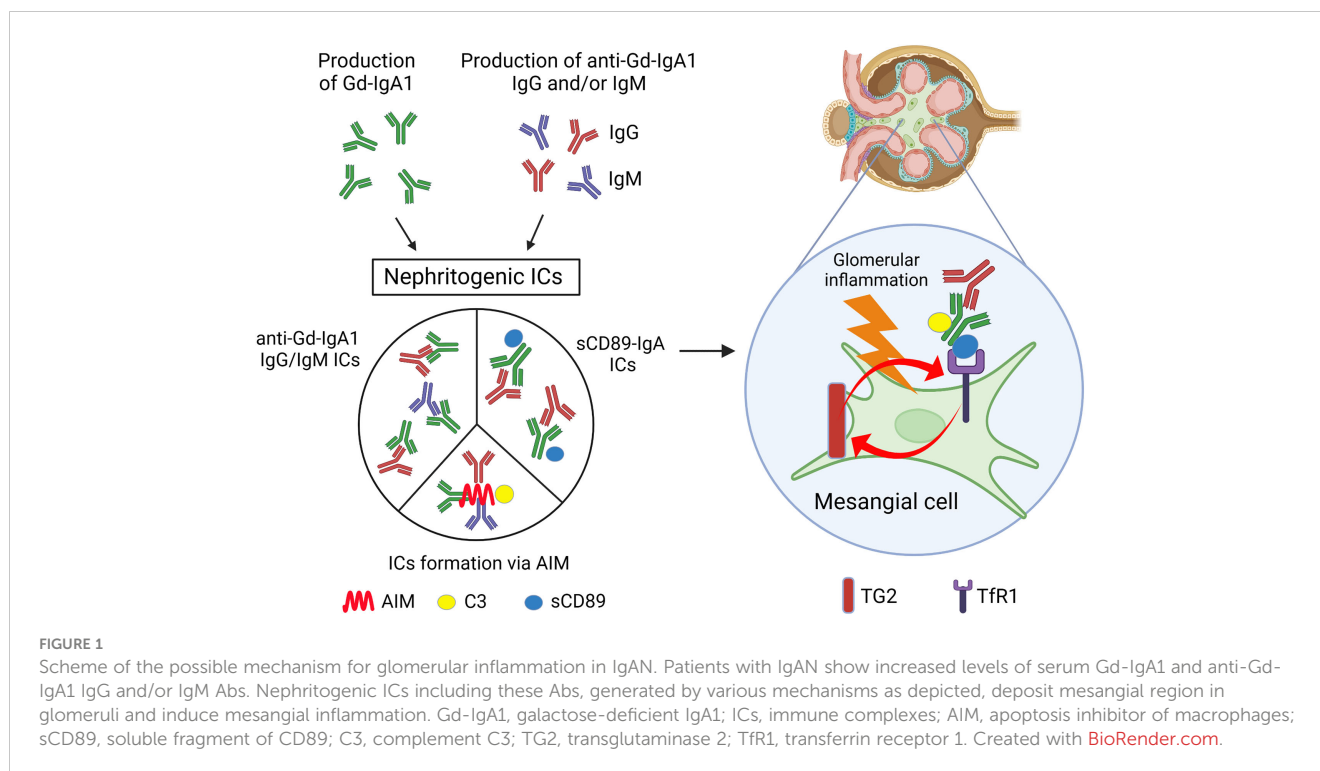 Production
of Gd-IgA1
Production of anti-Gd-IgA1
IgG and/or IgM
IgG
IgM
Nephritogenic ICs
anti-Gd-IgA1
IgG/IgM ICs
sCD89-IgA
ICs
ICs formation via AIM
AIM
C3
sCD89
Glomerular
inflammation
Mesangial cell
TG2
TfR1
FIGURE 1
Scheme of the possible mechanism for glomerular inflammation in IgAN. Patients with IgAN show increased levels of serum Gd-IgA1 and anti-Gd-
IgA1 IgG and/or IgM Abs. Nephritogenic ICs including these Abs, generated by various mechanisms as depicted, deposit mesangial region in
glomeruli and induce mesangial inflammation. Gd-IgA1, galactose-deficient IgA1; ICs, immune complexes; AIM, apoptosis inhibitor of macrophages;
sCD89, soluble fragment of CD89; C3, complement C3; TG2, transglutaminase 2; TfR1, transferrin receptor 1. Created with BioRender.com.